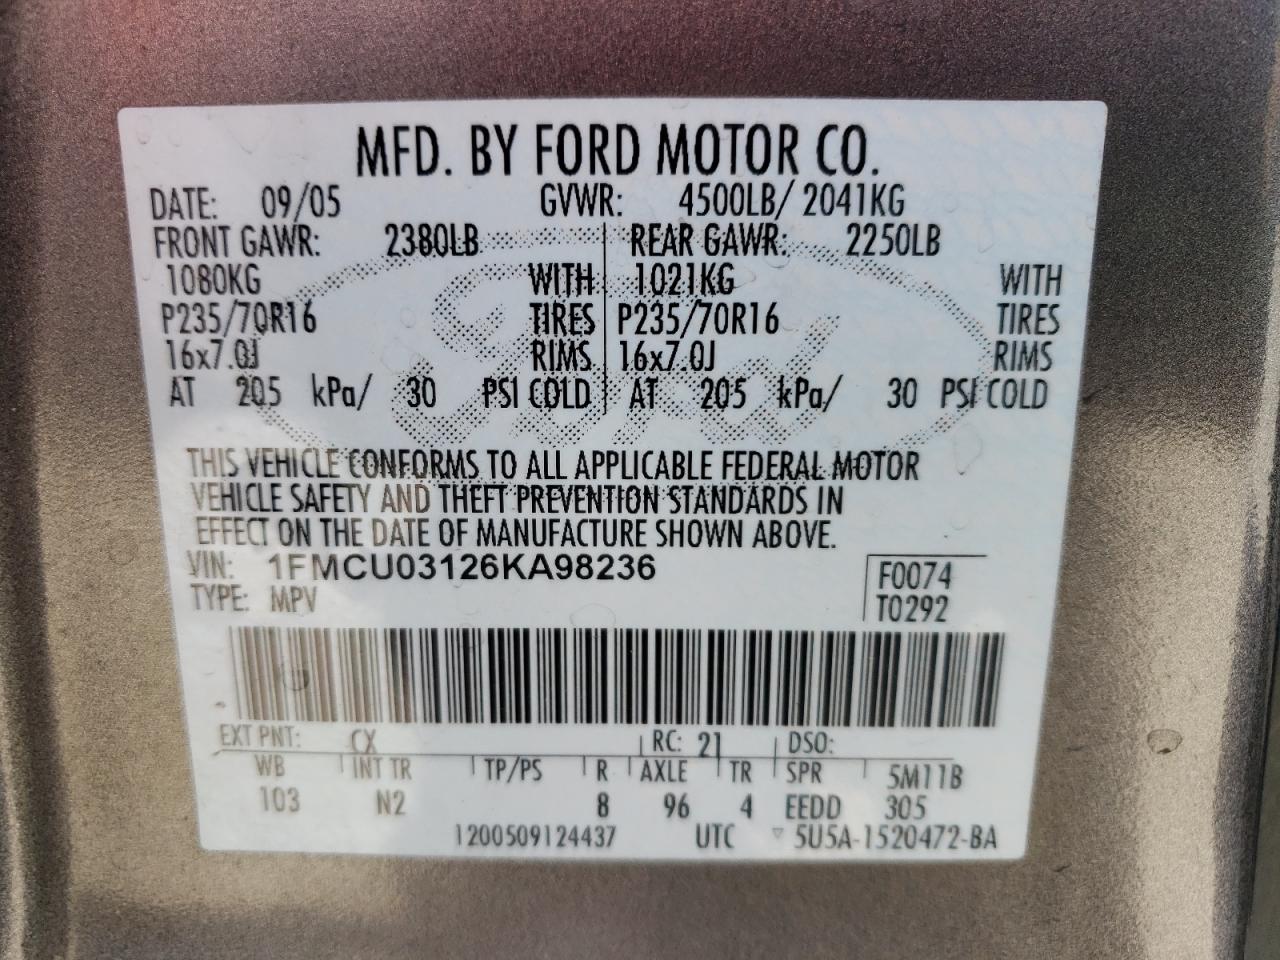 MFD. BY FORD MOTOR CO.
DATE: 09/05 GVWR: 4500LB/ 2041KG
FRONT GAWR: 2380LB REAR GAWR: 2250LB
1080KG WITH 1021KG WITH
P235/70R16 TIRES P235/70R16 TIRES
16x7.0J RIMS 16x7.0J RIMS
AT 205 kPa/ 30 PSI COLD AT 205 kPa/ 30 PSI COLD
Ford
THIS VEHICLE CONFORMS TO ALL APPLICABLE FEDERAL MOTOR
VEHICLE SAFETY AND THEFT PREVENTION STANDARDS IN
EFFECT ON THE DATE OF MANUFACTURE SHOWN ABOVE.
VIN: 1FMCU03126KA98236
TYPE: MPV
F0074
T0292
EXT PNT: CX RC: 21 DSO:
WB INT TR TP/PS R AXLE TR SPR 5M11B
103 N2 8 96 4 EEDD 305
1200509124437 UTC ▽ 5U5A-1520472-BA